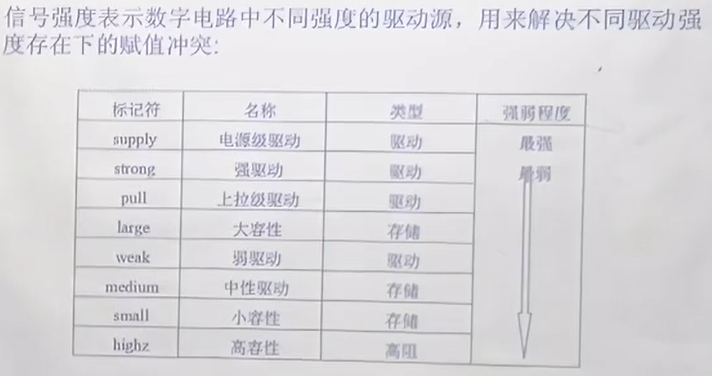 信号强度表示数字电路中不同强度的驱动源，用来解决不同驱动强
度存在下的赋值冲突:
标记符 名称 类型 强弱程度
supply 电源级驱动 驱动 最强
strong 强驱动 驱动 最弱
pull 上拉级驱动 驱动
large 大容性 存储
weak 弱驱动 驱动
medium 中性驱动 存储
small 小容性 存储
highz 高容性 高阻